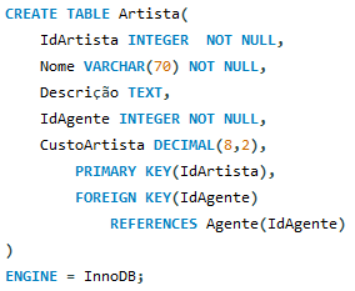 CREATE TABLE Artista(
IdArtista INTEGER NOT NULL,
Nome VARCHAR(70) NOT NULL,
Descrição TEXT,
IdAgente INTEGER NOT NULL,
CustoArtista DECIMAL(8,2),
PRIMARY KEY(IdArtista),
FOREIGN KEY(IdAgente)
REFERENCES Agente(IdAgente)
)
ENGINE = InnoDB;